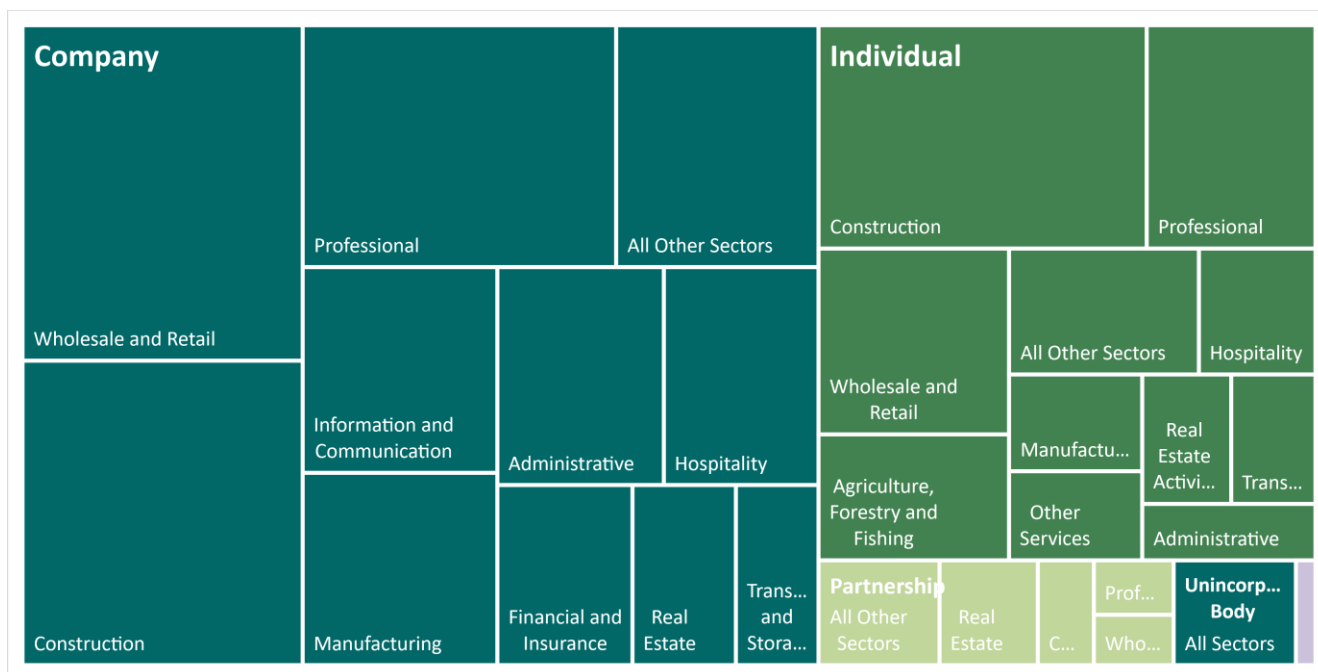 Company
Wholesale and Retail
Construction
Professional
All Other Sectors
Information and
Communication
Administrative
Hospitality
Manufacturing
Financial and
Insurance
Real
Estate
Trans...
and
Stora...
Individual
Construction
Professional
Wholesale and
Retail
All Other Sectors
Hospitality
Agriculture,
Forestry and
Fishing
Manufactu...
Other
Services
Real
Estate
Activi...
Trans...
Administrative
Partnership
All Other
Sectors
Real
Estate
C...
Prof...
Who...
Unincorp...
Body
All Sectors